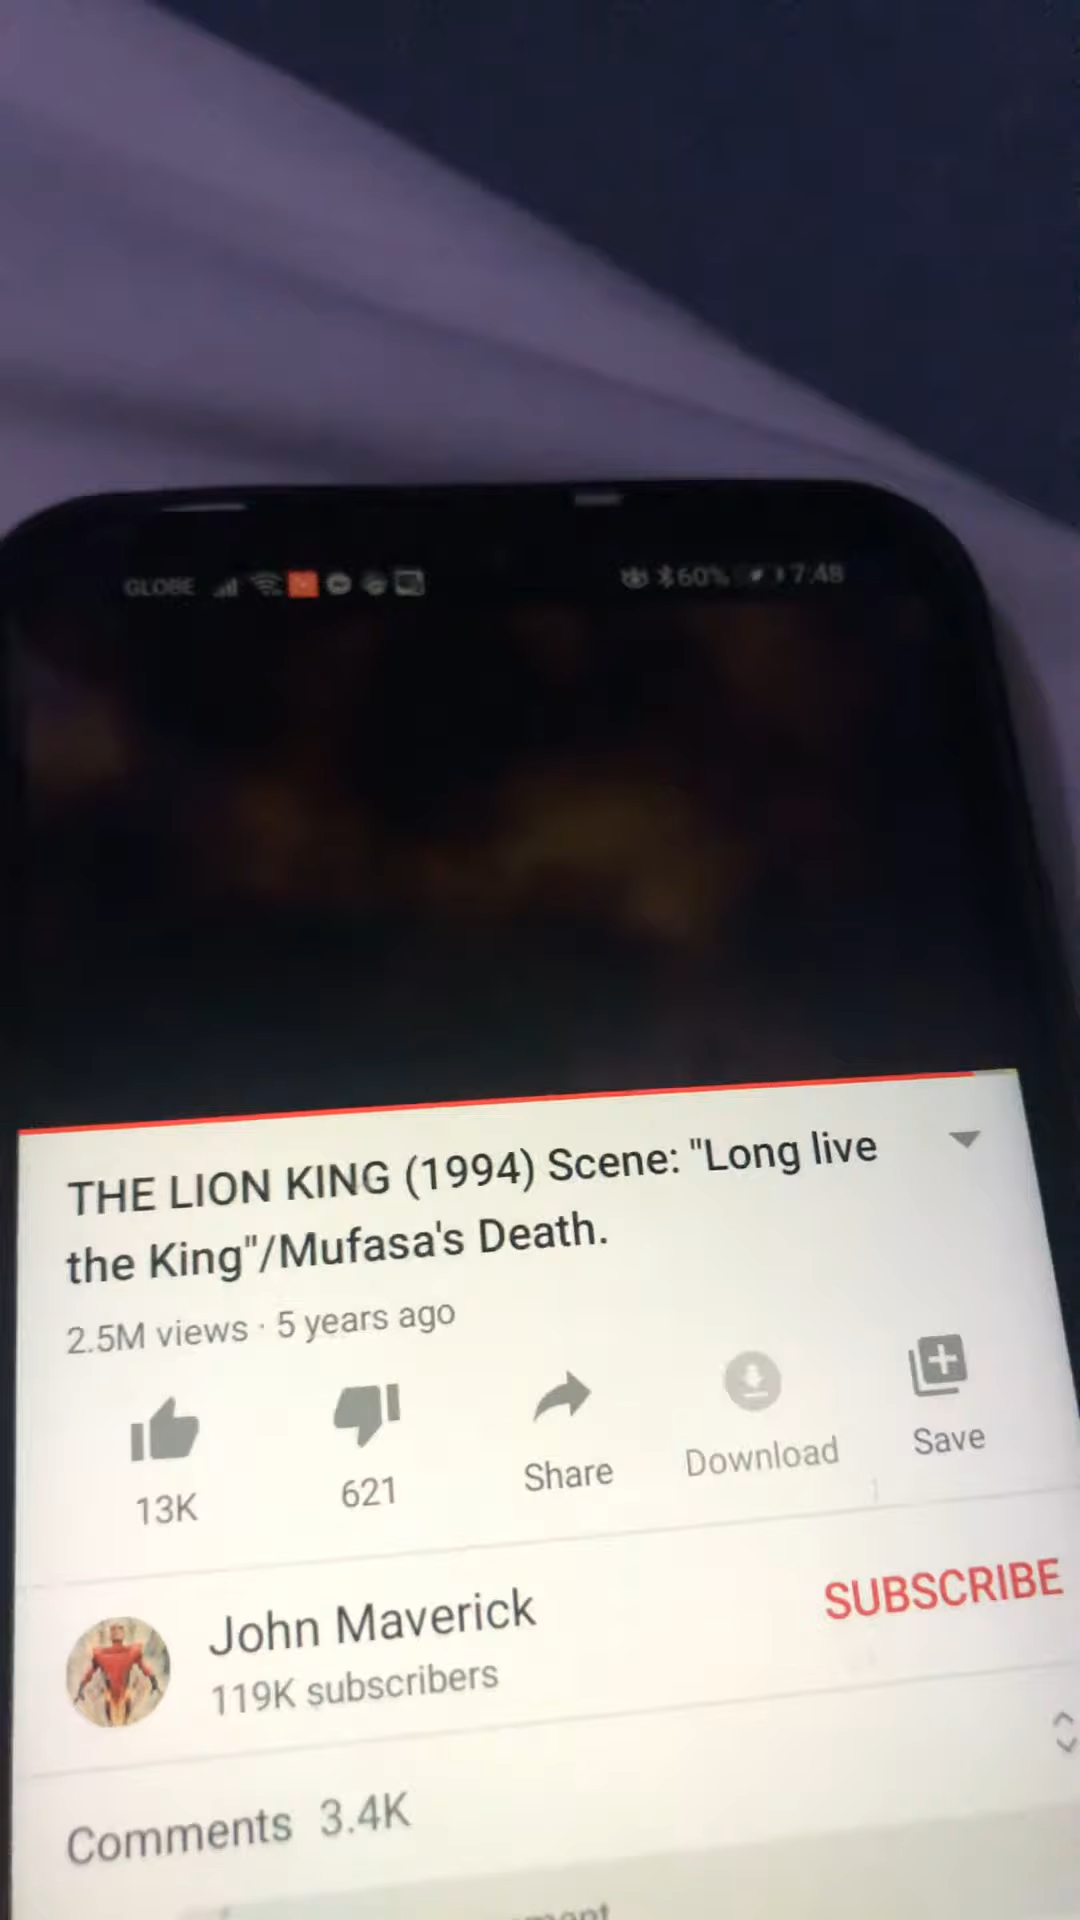 GLOBE 60% 7:48
THE LION KING (1994) Scene: "Long live
the King"/Mufasa's Death.
2.5M views · 5 years ago
13K 621 Share Download Save
John Maverick SUBSCRIBE
119K subscribers
Comments 3.4K